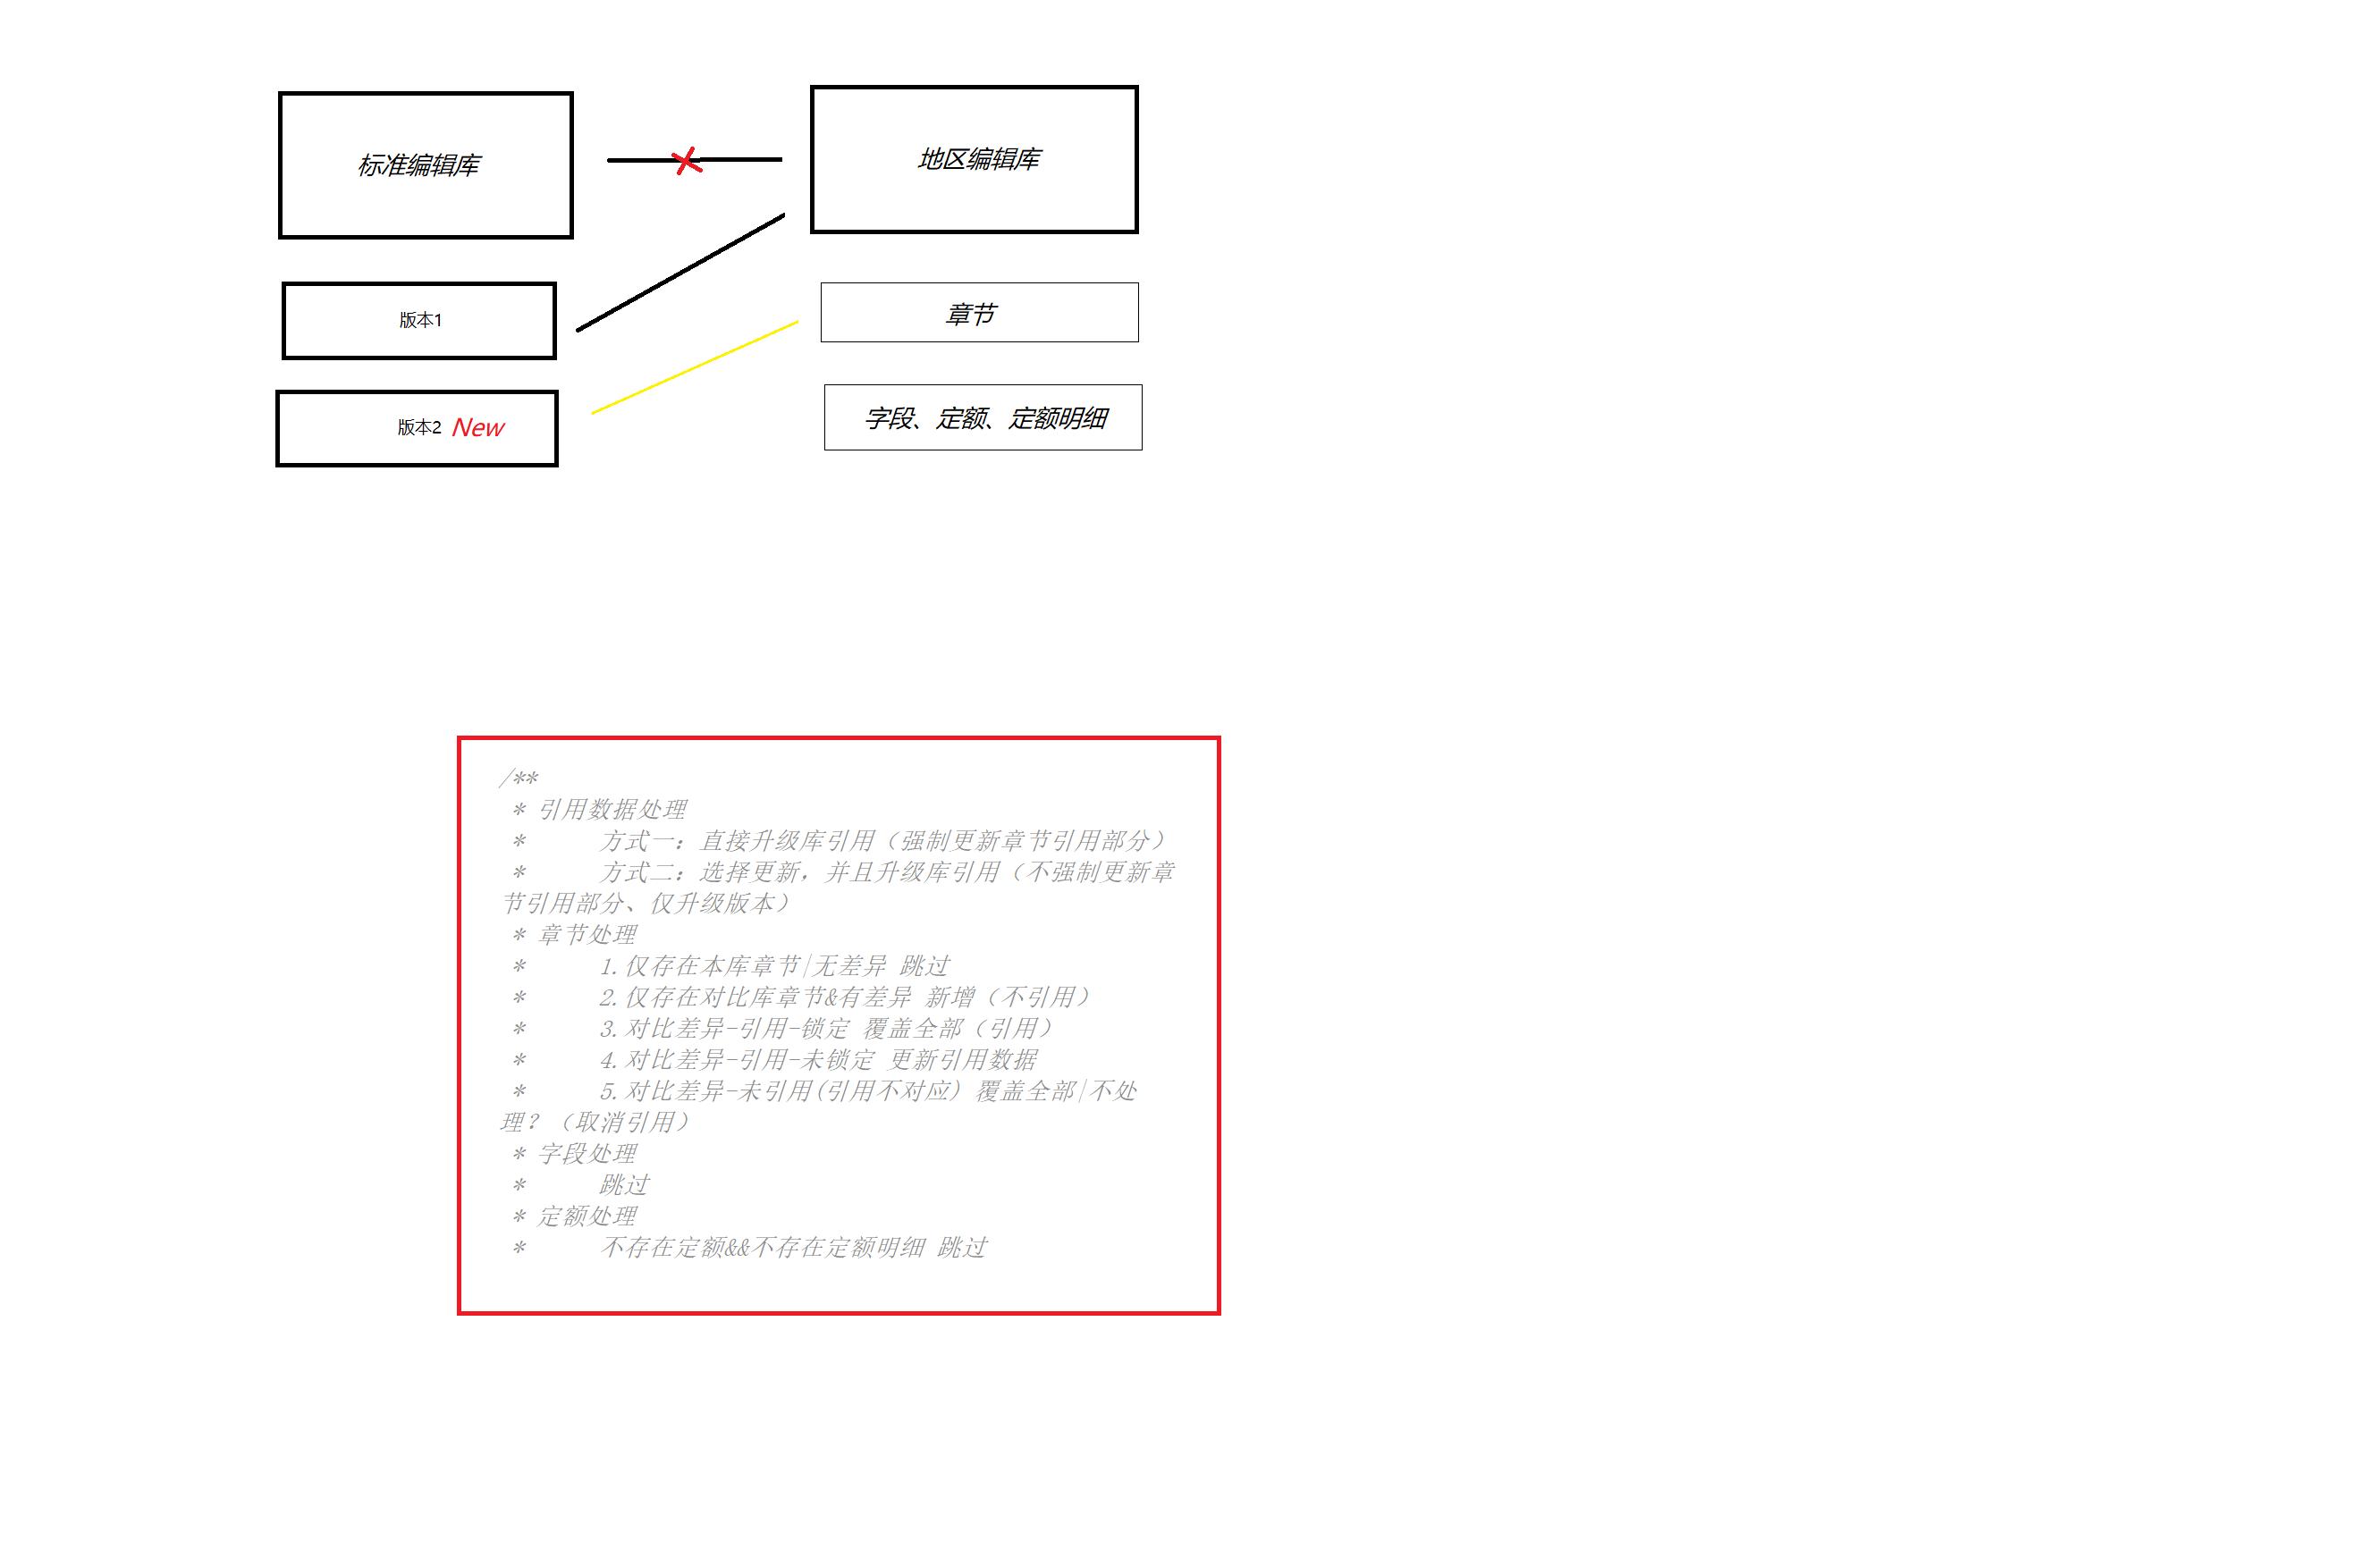 标准编辑库
地区编辑库
版本1
章节
版本2 New
字段、定额、定额明细
/**
* 引用数据处理
* 方式一：直接升级库引用（强制更新章节引用部分）
* 方式二：选择更新，并且升级库引用（不强制更新章
节引用部分、仅升级版本）
* 章节处理
* 1.仅存在本库章节|无差异 跳过
* 2.仅存在对比库章节&有差异 新增（不引用）
* 3.对比差异-引用-锁定 覆盖全部（引用）
* 4.对比差异-引用-未锁定 更新引用数据
* 5.对比差异-未引用(引用不对应) 覆盖全部|不处
理？（取消引用）
* 字段处理
* 跳过
* 定额处理
* 不存在定额&&不存在定额明细 跳过